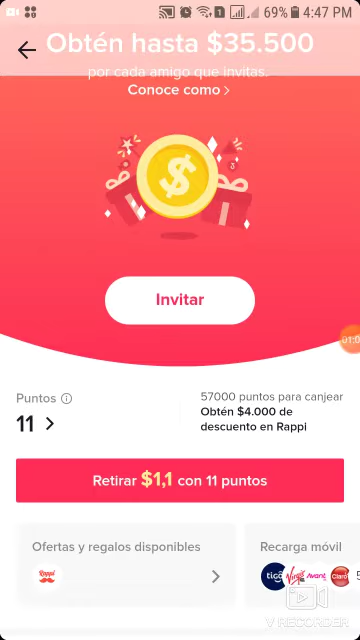 69% 4:47 PM
Obtén hasta $35.500
por cada amigo que invitas.
Conoce como >
Invitar
Puntos
11 >
57000 puntos para canjear
Obtén $4.000 de
descuento en Rappi
Retirar $1,1 con 11 puntos
Ofertas y regalos disponibles
Rappi
Recarga móvil
tigo Virgin avant Claro
V RECORDER